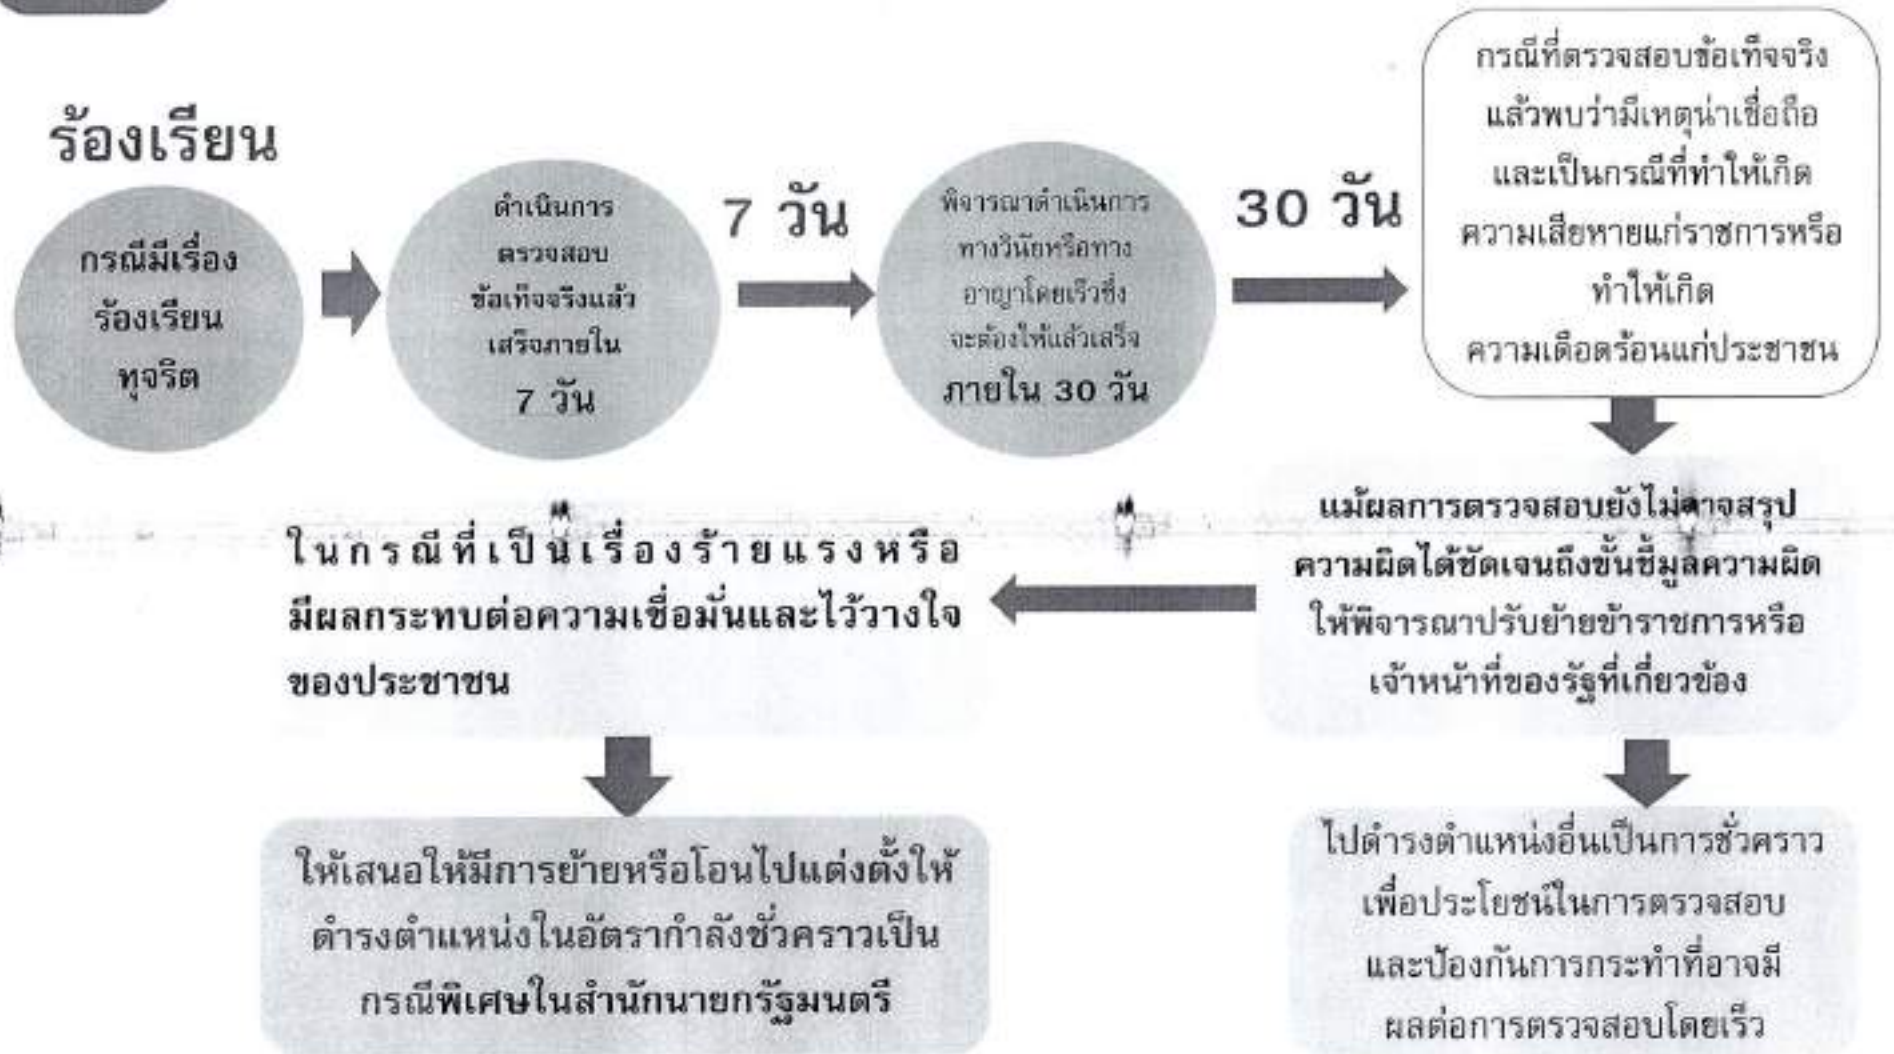 ร้องเรียน
กรณีมีเรื่อง
ร้องเรียน
ทุจริต
ดำเนินการ
ตรวจสอบ
ข้อเท็จจริงแล้ว
เสร็จภายใน
7 วัน
7 วัน
พิจารณาดำเนินการ
ทางวินัยหรือทาง
อาญาโดยเร็วซึ่ง
จะต้องให้แล้วเสร็จ
ภายใน 30 วัน
30 วัน
กรณีที่ตรวจสอบข้อเท็จจริง
แล้วพบว่ามีเหตุน่าเชื่อถือ
และเป็นกรณีที่ทำให้เกิด
ความเสียหายแก่ราชการหรือ
ทำให้เกิด
ความเดือดร้อนแก่ประชาชน
แม้ผลการตรวจสอบยังไม่อาจสรุป
ความผิดได้ชัดเจนถึงขั้นชี้มูลความผิด
ให้พิจารณาปรับย้ายข้าราชการหรือ
เจ้าหน้าที่ของรัฐที่เกี่ยวข้อง
ในกรณีที่เป็นเรื่องร้ายแรงหรือ
มีผลกระทบต่อความเชื่อมั่นและไว้วางใจ
ของประชาชน
ให้เสนอให้มีการย้ายหรือโอนไปแต่งตั้งให้
ดำรงตำแหน่งในอัตรากำลังชั่วคราวเป็น
กรณีพิเศษในสำนักนายกรัฐมนตรี
ไปดำรงตำแหน่งอื่นเป็นการชั่วคราว
เพื่อประโยชน์ในการตรวจสอบ
และป้องกันการกระทำที่อาจมี
ผลต่อการตรวจสอบโดยเร็ว